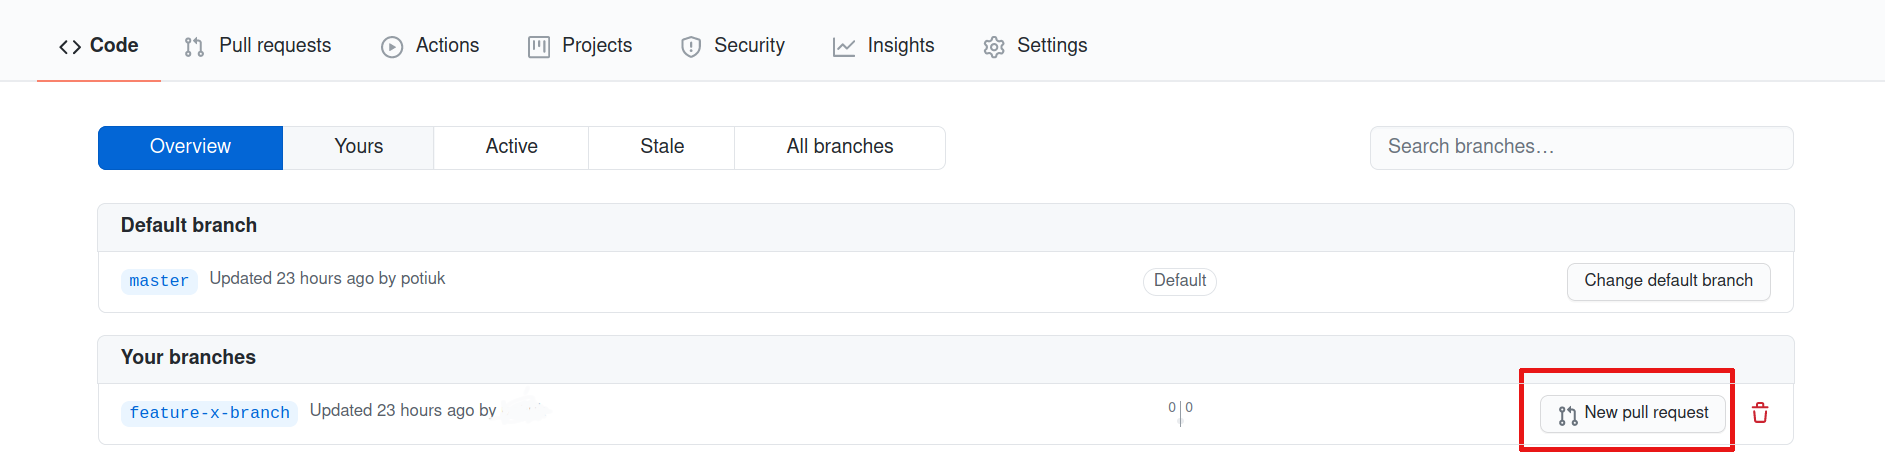 Code Pull requests Actions Projects Security Insights Settings
Overview Yours Active Stale All branches Search branches…
Default branch
master Updated 23 hours ago by potiuk Default Change default branch
Your branches
feature-x-branch Updated 23 hours ago by 0 0 New pull request